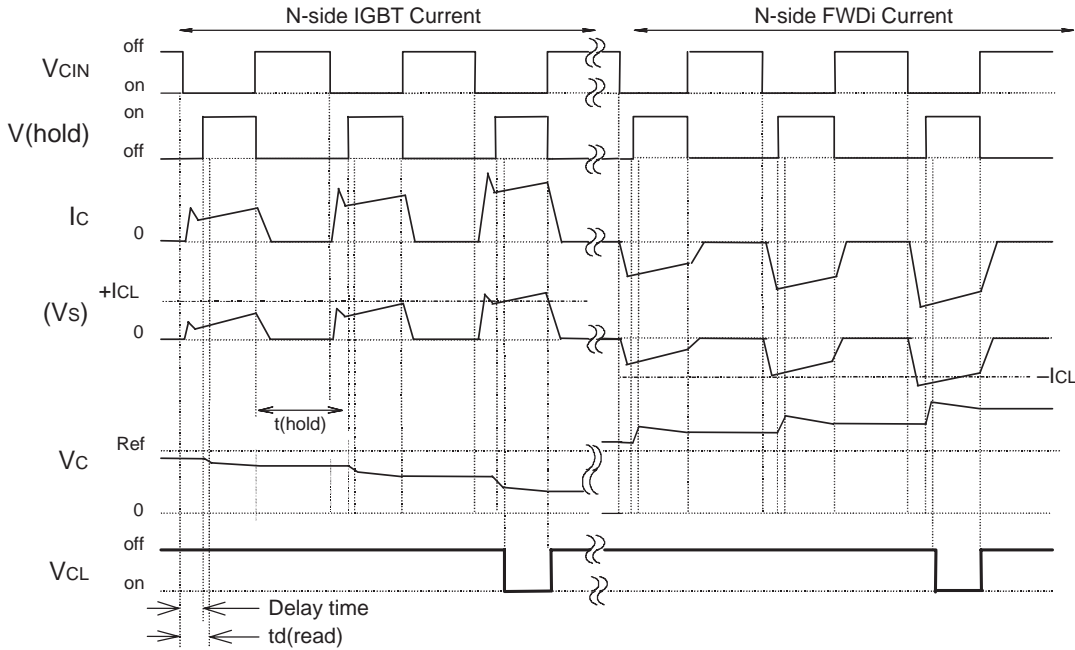 N-side IGBT Current
N-side FWDi Current
VCIN
off
on
V(hold)
on
off
IC
0
+ICL
(VS)
0
–ICL
t(hold)
Ref
VC
0
VCL
off
on
Delay time
td(read)